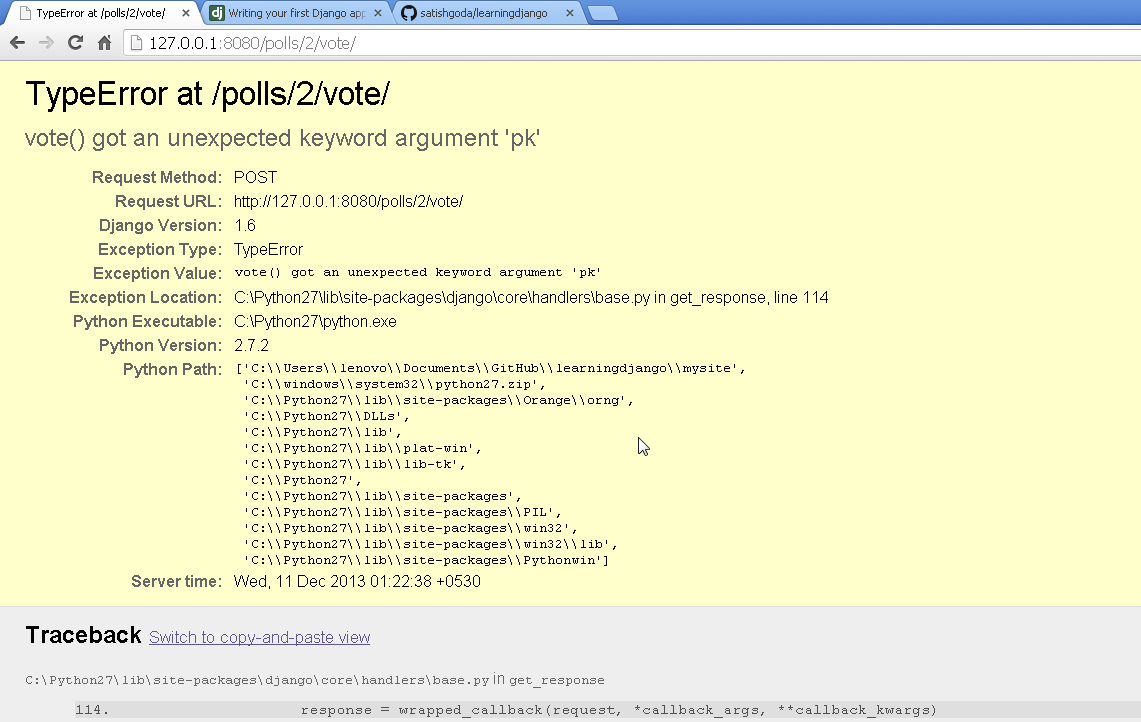 TypeError at /polls/2/vote/
Writing your first Django app
satishgoda/learningdjango
127.0.0.1:8080/polls/2/vote/
TypeError at /polls/2/vote/
vote() got an unexpected keyword argument 'pk'
Request Method: POST
Request URL: http://127.0.0.1:8080/polls/2/vote/
Django Version: 1.6
Exception Type: TypeError
Exception Value: vote() got an unexpected keyword argument 'pk'
Exception Location: C:\Python27\lib\site-packages\django\core\handlers\base.py in get_response, line 114
Python Executable: C:\Python27\python.exe
Python Version: 2.7.2
Python Path: ['C:\\Users\\lenovo\\Documents\\GitHub\\learningdjango\\mysite',
'C:\\windows\\system32\\python27.zip',
'C:\\Python27\\lib\\site-packages\\Orange\\orng',
'C:\\Python27\\DLLs',
'C:\\Python27\\lib',
'C:\\Python27\\lib\\plat-win',
'C:\\Python27\\lib\\lib-tk',
'C:\\Python27',
'C:\\Python27\\lib\\site-packages',
'C:\\Python27\\lib\\site-packages\\PIL',
'C:\\Python27\\lib\\site-packages\\win32',
'C:\\Python27\\lib\\site-packages\\win32\\lib',
'C:\\Python27\\lib\\site-packages\\Pythonwin']
Server time: Wed, 11 Dec 2013 01:22:38 +0530
Traceback Switch to copy-and-paste view
C:\Python27\lib\site-packages\django\core\handlers\base.py in get_response
114. response = wrapped_callback(request, *callback_args, **callback_kwargs)